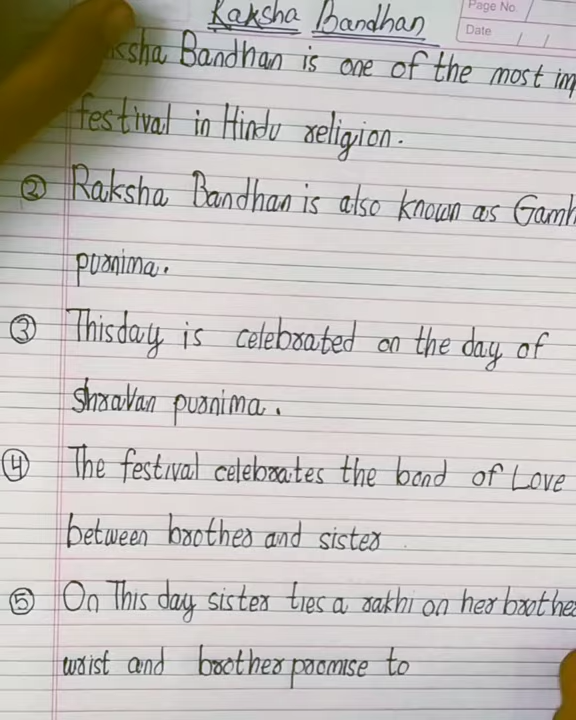 Raksha Bandhan
Page No.
Date / /
ksha Bandhan is one of the most im
festival in Hindu religion.
② Raksha Bandhan is also known as Gamh
purnima.
③ This day is celebrated on the day of
Shravan purnima.
④ The festival celebrates the bond of Love
between brother and sister
⑤ On This day sister ties a rakhi on her brothe
wrist and brother promise to